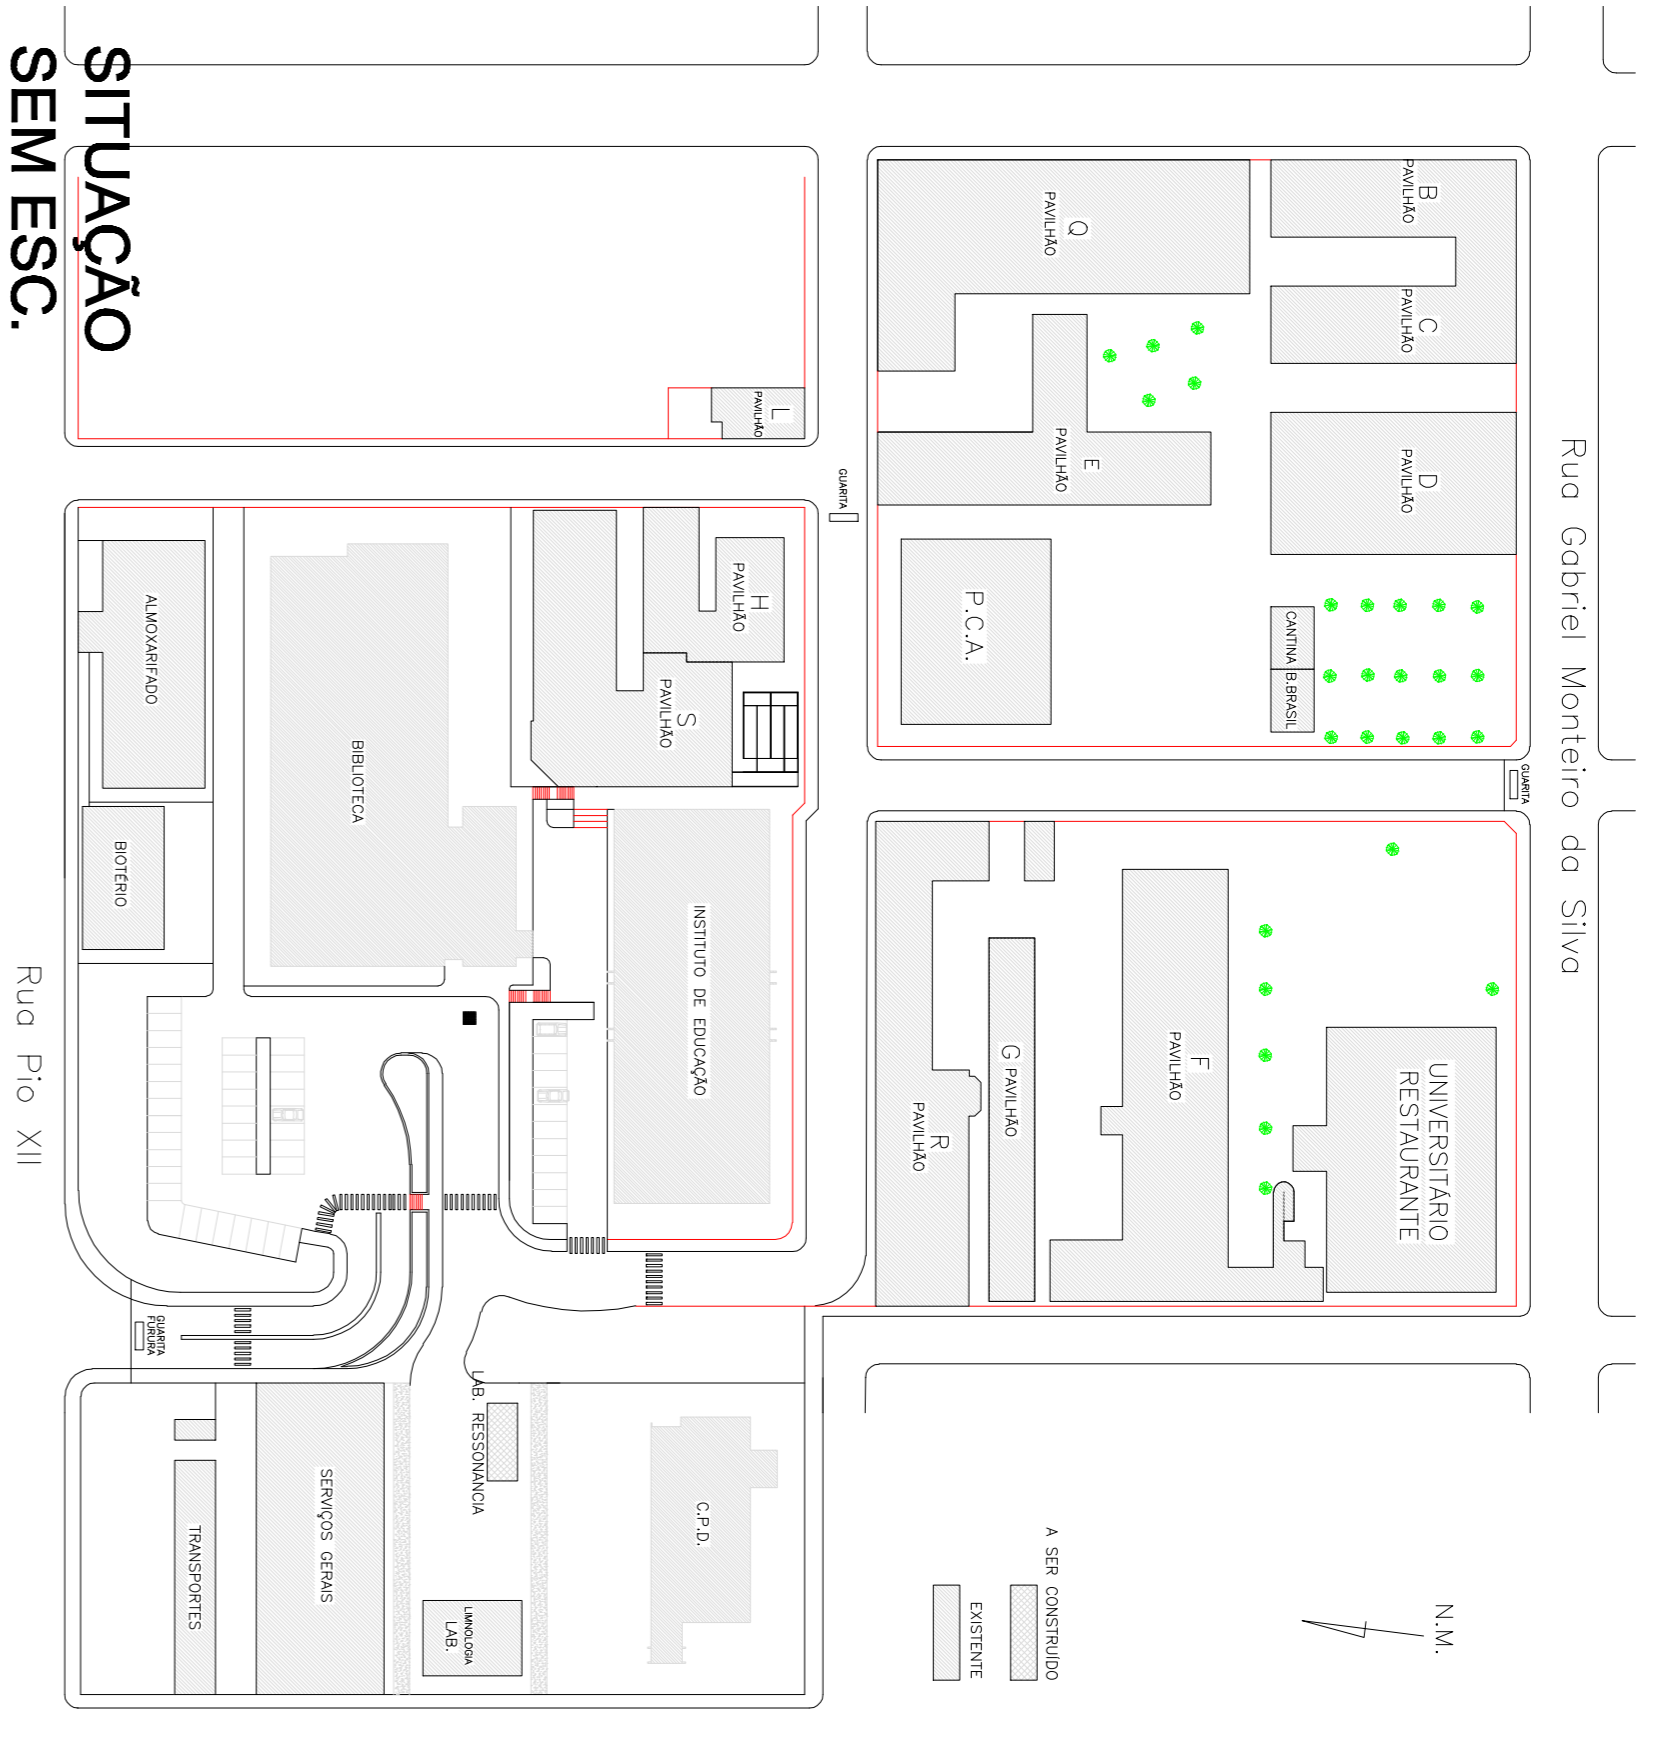 Rua Gabriel Monteiro da Silva
B
PAVILHÃO
C
PAVILHÃO
D
PAVILHÃO
Q
PAVILHÃO
E
PAVILHÃO
P.C.A.
CANTINA
B.BRASIL
GUARITA
GUARITA
UNIVERSITÁRIO
RESTAURANTE
F
PAVILHÃO
G PAVILHÃO
R
PAVILHÃO
L
PAVILHÃO
H
PAVILHÃO
S
PAVILHÃO
INSTITUTO DE EDUCAÇÃO
BIBLIOTECA
ALMOXARIFADO
BIOTÉRIO
GUARITA
FURURA
C.P.D.
LAB. RESSONANCIA
LIMNOLOGIA
LAB.
SERVIÇOS GERAIS
TRANSPORTES
N.M.
A SER CONSTRUÍDO
EXISTENTE
Rua Pio XII
SITUAÇÃO
SEM ESC.